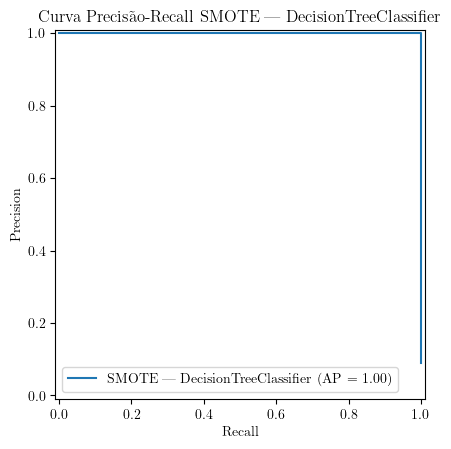 Curva Precisão-Recall SMOTE — DecisionTreeClassifier
1.0
0.8
0.6
0.4
0.2
0.0
Precision
SMOTE — DecisionTreeClassifier (AP = 1.00)
0.0 0.2 0.4 0.6 0.8 1.0
Recall